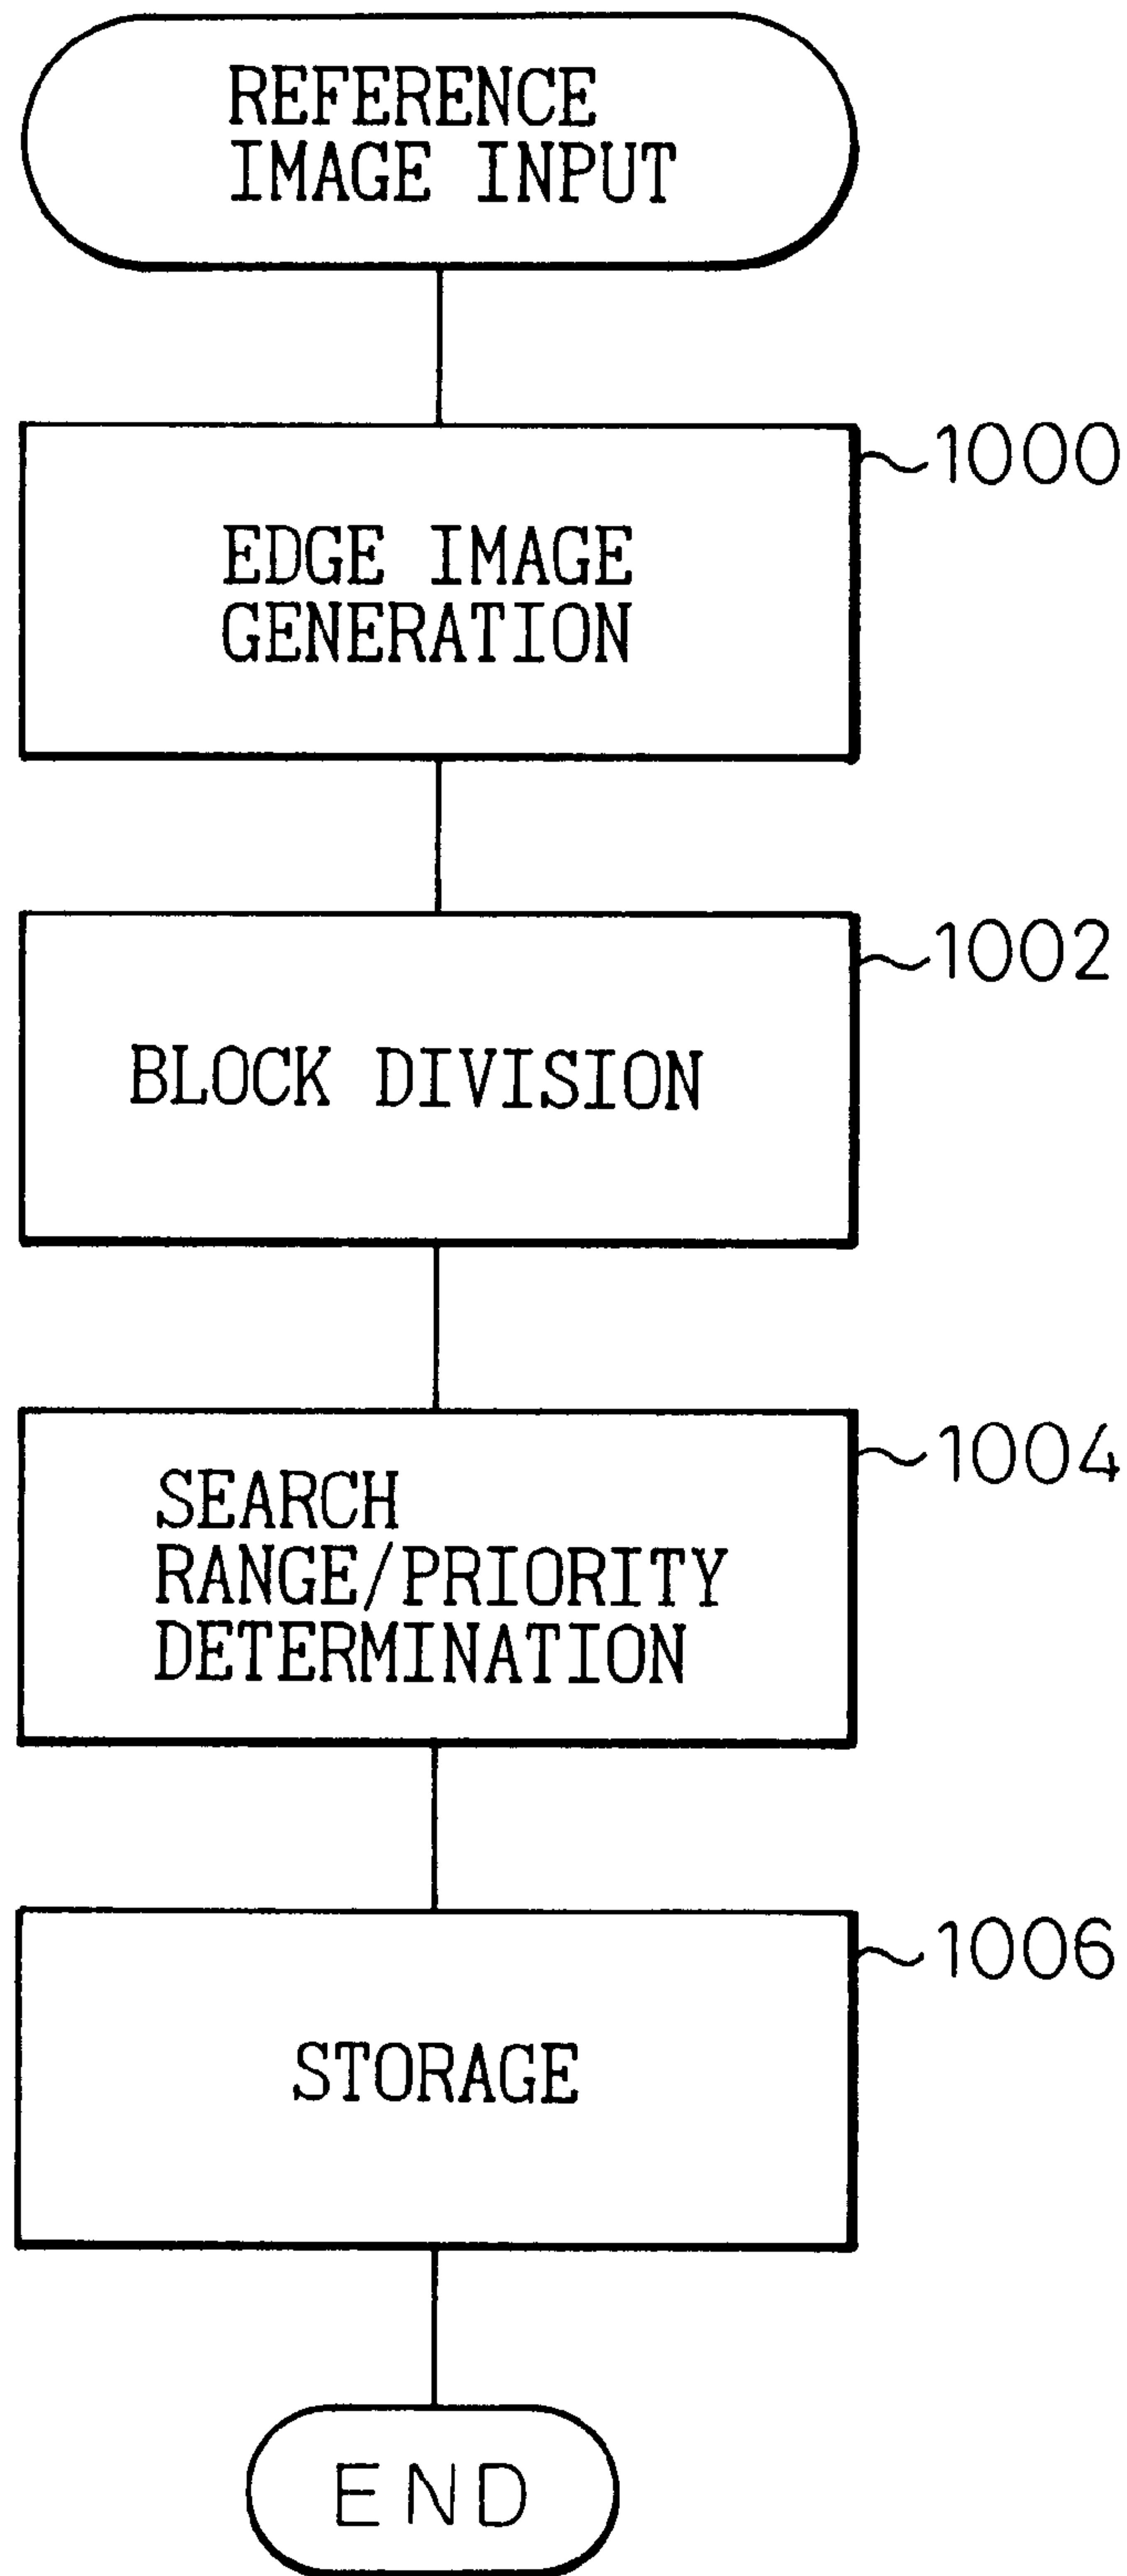 REFERENCE
IMAGE INPUT
1000
EDGE IMAGE
GENERATION
1002
BLOCK DIVISION
1004
SEARCH
RANGE/PRIORITY
DETERMINATION
1006
STORAGE
END